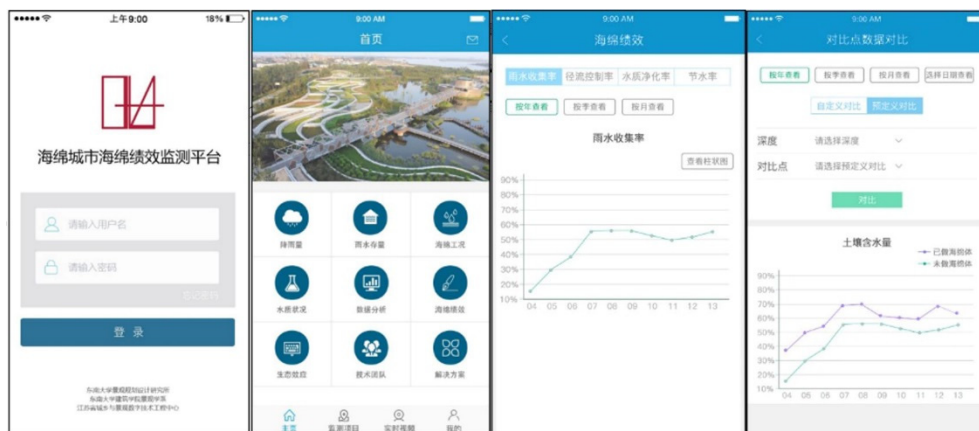 上午9:00
18%
海绵城市海绵绩效监测平台
请输入用户名
请输入密码
登 录
东南大学景观规划设计研究所
东南大学建筑学院景观学系
江苏省城乡与景观数字技术工程中心
9:00 AM
首页
降雨量
雨水存量
海绵工况
水质状况
数据分析
海绵绩效
生态效应
技术团队
解决方案
主页
监测项目
实时视频
我的
9:00 AM
海绵绩效
雨水收集率
径流控制率
水质净化率
节水率
按年查看
按季查看
按月查看
雨水收集率
查看柱状图
90%
80%
70%
60%
50%
40%
30%
20%
10%
04 05 06 07 08 09 10 11 12 13
9:00 AM
对比点数据对比
按年查看
按季查看
按月查看
选择日期查看
自定义对比
预定义对比
深度
请选择深度
对比点
请选择预定义对比
对比
土壤含水量
已做海绵体
未做海绵体
90%
80%
70%
60%
50%
40%
30%
20%
10%
04 05 06 07 08 09 10 11 12 13